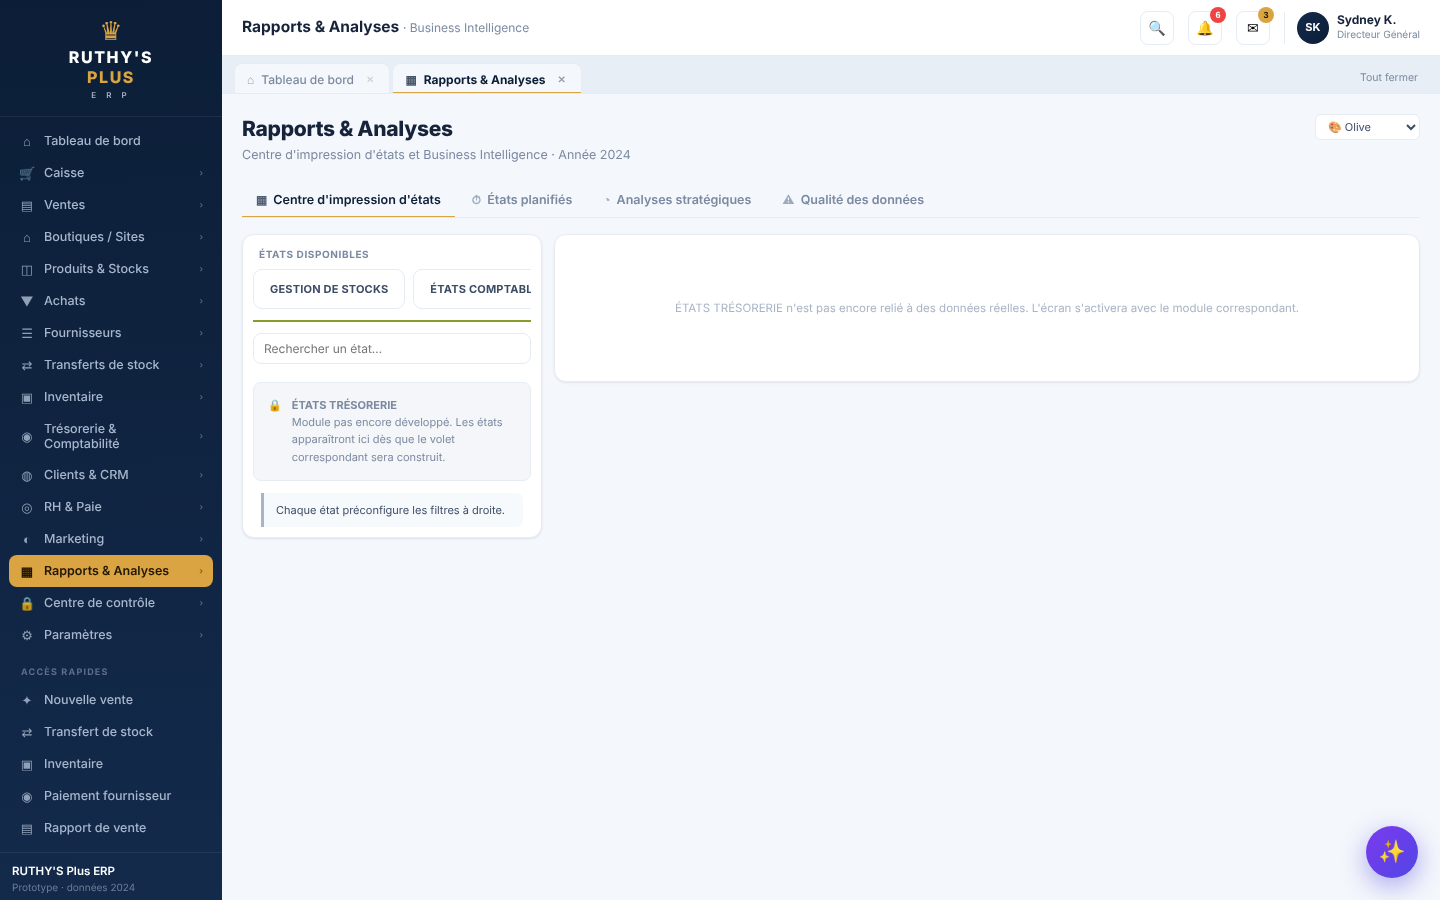 RUTHY'S
PLUS
ERP
Tableau de bord
Caisse
Ventes
Boutiques / Sites
Produits & Stocks
Achats
Fournisseurs
Transferts de stock
Inventaire
Trésorerie &
Comptabilité
Clients & CRM
RH & Paie
Marketing
Rapports & Analyses
Centre de contrôle
Paramètres
ACCÈS RAPIDES
Nouvelle vente
Transfert de stock
Inventaire
Paiement fournisseur
Rapport de vente
RUTHY'S Plus ERP
Prototype · données 2024
Rapports & Analyses · Business Intelligence
6
3
SK
Sydney K.
Directeur Général
Tableau de bord ×
Rapports & Analyses ×
Tout fermer
Rapports & Analyses
Centre d'impression d'états et Business Intelligence · Année 2024
Olive
Centre d'impression d'états
États planifiés
Analyses stratégiques
Qualité des données
ÉTATS DISPONIBLES
GESTION DE STOCKS
ÉTATS COMPTABL
Rechercher un état...
ÉTATS TRÉSORERIE
Module pas encore développé. Les états
apparaîtront ici dès que le volet
correspondant sera construit.
Chaque état préconfigure les filtres à droite.
ÉTATS TRÉSORERIE n'est pas encore relié à des données réelles. L'écran s'activera avec le module correspondant.